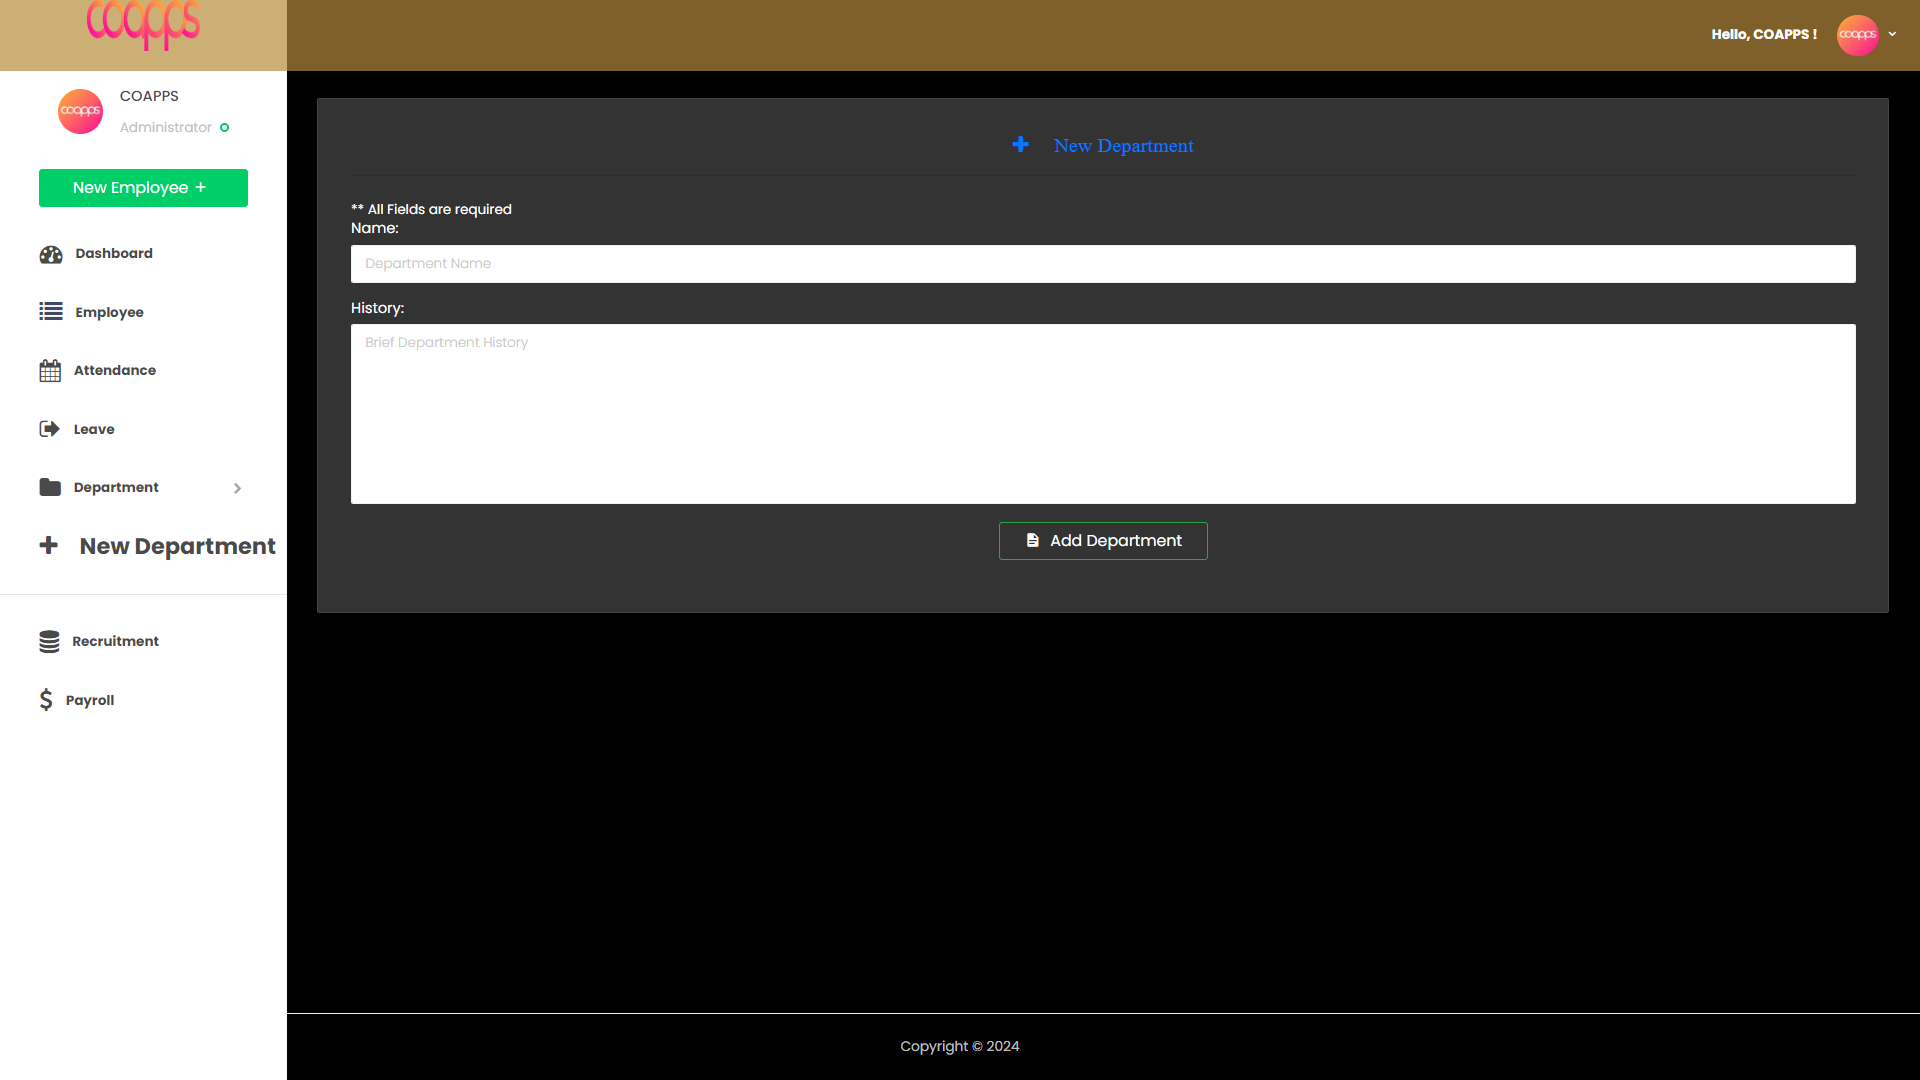 coapps
Hello, COAPPS !
coapps
coapps
COAPPS
Administrator
New Employee +
Dashboard
Employee
Attendance
Leave
Department
New Department
Recruitment
Payroll
New Department
** All Fields are required
Name:
Department Name
History:
Brief Department History
Add Department
Copyright © 2024